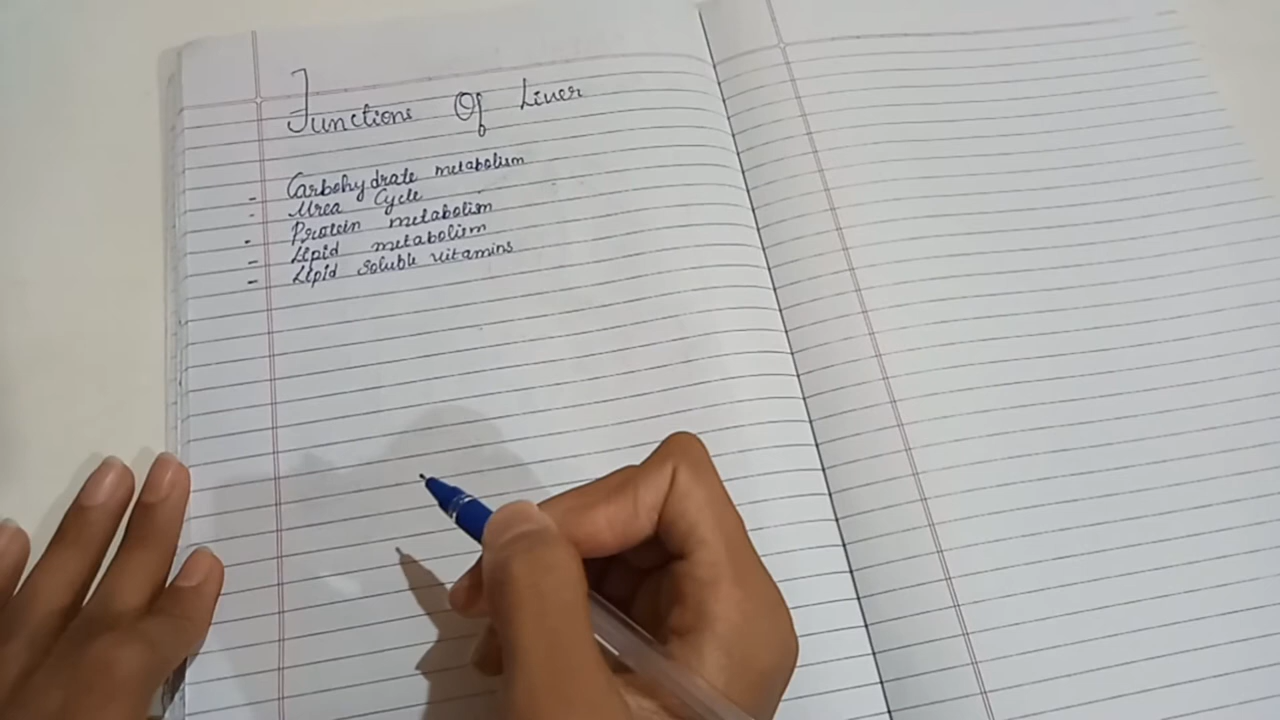 Functions Of Liver
- Carbohydrate metabolism
- Urea Cycle
- Protein metabolism
- Lipid metabolism
- Lipid soluble vitamins